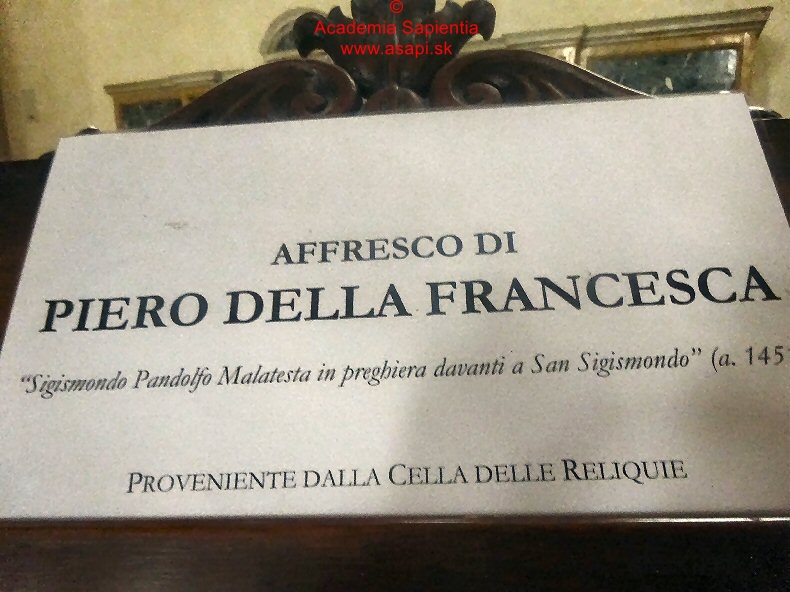 ©
Academia Sapientia
www.asapi.sk
AFFRESCO DI
PIERO DELLA FRANCESCA
“Sigismondo Pandolfo Malatesta in preghiera davanti a San Sigismondo” (a. 145
PROVENIENTE DALLA CELLA DELLE RELIQUIE